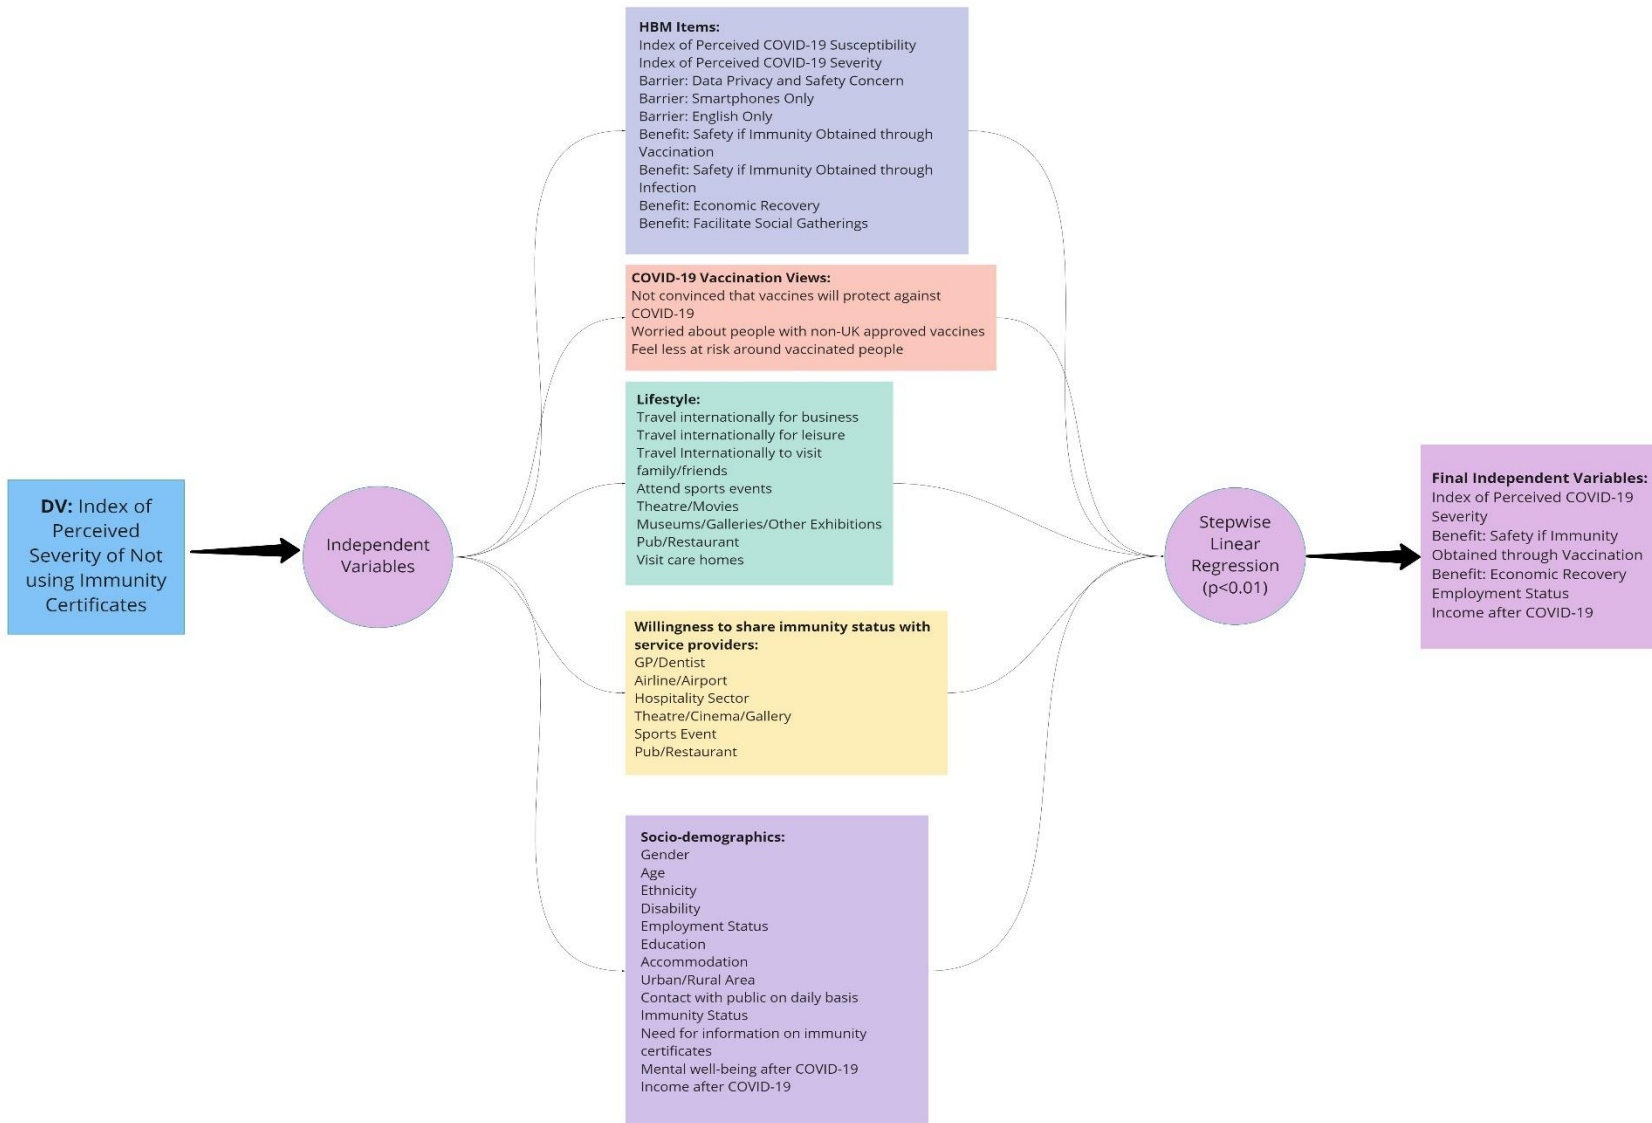 DV: Index of
Perceived
Severity of Not
using Immunity
Certificates
Independent
Variables
HBM Items:
Index of Perceived COVID-19 Susceptibility
Index of Perceived COVID-19 Severity
Barrier: Data Privacy and Safety Concern
Barrier: Smartphones Only
Barrier: English Only
Benefit: Safety if Immunity Obtained through
Vaccination
Benefit: Safety if Immunity Obtained through
Infection
Benefit: Economic Recovery
Benefit: Facilitate Social Gatherings
COVID-19 Vaccination Views:
Not convinced that vaccines will protect against
COVID-19
Worried about people with non-UK approved vaccines
Feel less at risk around vaccinated people
Lifestyle:
Travel internationally for business
Travel internationally for leisure
Travel Internationally to visit
family/friends
Attend sports events
Theatre/Movies
Museums/Galleries/Other Exhibitions
Pub/Restaurant
Visit care homes
Willingness to share immunity status with
service providers:
GP/Dentist
Airline/Airport
Hospitality Sector
Theatre/Cinema/Gallery
Sports Event
Pub/Restaurant
Socio-demographics:
Gender
Age
Ethnicity
Disability
Employment Status
Education
Accommodation
Urban/Rural Area
Contact with public on daily basis
Immunity Status
Need for information on immunity
certificates
Mental well-being after COVID-19
Income after COVID-19
Stepwise
Linear
Regression
(p<0.01)
Final Independent Variables:
Index of Perceived COVID-19
Severity
Benefit: Safety if Immunity
Obtained through Vaccination
Benefit: Economic Recovery
Employment Status
Income after COVID-19